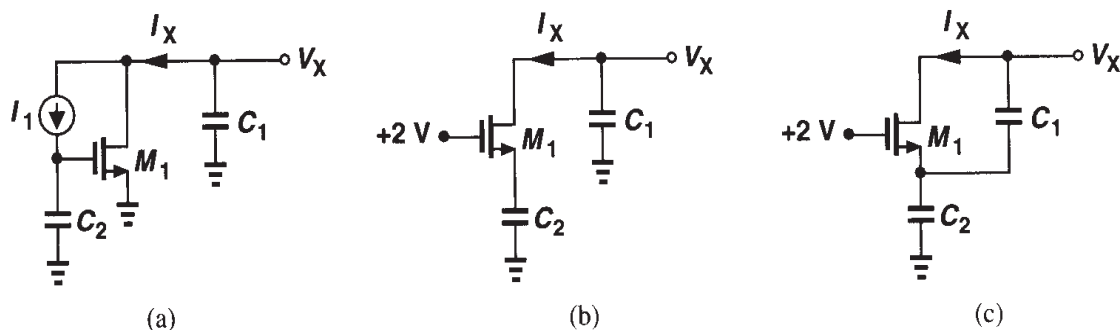 I_X
V_X
I_1
C_1
M_1
C_2
(a)
I_X
V_X
+2 V
C_1
M_1
C_2
(b)
I_X
V_X
C_1
+2 V
M_1
C_2
(c)